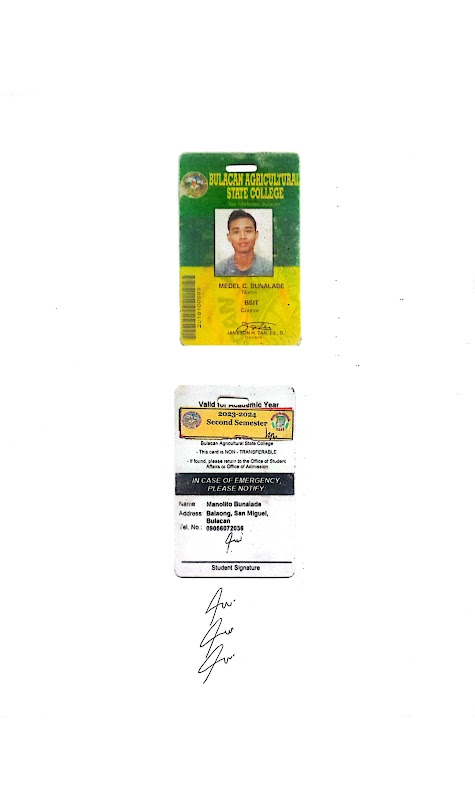 BULACAN AGRICULTURAL
STATE COLLEGE
San Ildefonso, Bulacan
MEDEL C. BUNALADE
Name
BSIT
Course
JAMESON H. TAN, Ed. D.
Valid for Academic Year
2023-2024
Second Semester
Bulacan Agricultural State College
- This card is NON - TRANSFERABLE
- If found, please return to the Office of Student
Affairs or Office of Admission
IN CASE OF EMERGENCY,
PLEASE NOTIFY:
Name: Manolito Bunalade
Address: Balaong, San Miguel,
Bulacan
Tel. No.: 09066072036
Student Signature